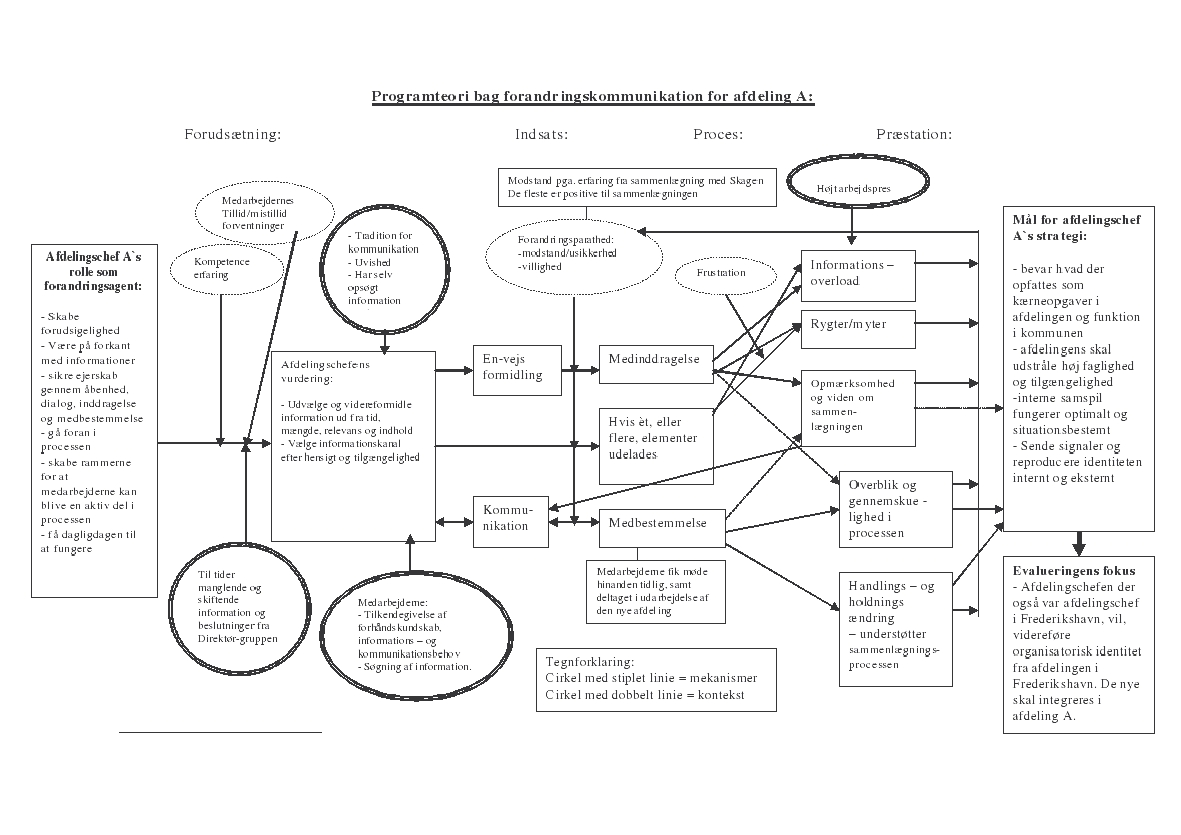 Programteori bag forandringskommunikation for afdeling A:
Forudsætning:
Indsats:
Proces:
Præstation:
Afdelingschef A`s
rolle som
forandringsagent:
- Skabe
forudsigelighed
- Være på forkant
med informationer
- sikre ejerskab
gennem åbenhed,
dialog, inddragelse
og medbestemmelse
- gå foran i
processen
- skabe rammerne
for at
medarbejderne kan
blive en aktiv del i
processen
- få dagligdagen til
at fungere
Medarbejdernes
Tillid/mistillid
forventninger
Kompetence
erfaring
- Tradition for
kommunikation
- Uvished
- Har selv
opsøgt
information
Afdelingschefens
vurdering:
- Udvælge og videreformidle
information ud fra tid,
mængde, relevans og indhold
- Vælge informationskanal
efter hensigt og tilgængelighed
Til tider
manglende og
skiftende
information og
beslutninger fra
Direktør-gruppen
Medarbejderne:
- Tilkendegivelse af
forhåndskundskab,
informations – og
kommunikationsbehov
- Søgning af information.
Modstand pga. erfaring fra sammenlægning med Skagen
De fleste er positive til sammenlægningen
Forandringsparathed:
-modstand/usikkerhed
-villighed
En-vejs
formidling
Kommu-
nikation
Medinddragelse
Hvis èt, eller
flere, elementer
udelades
Medbestemmelse
Medarbejderne fik møde
hinanden tidlig, samt
deltaget i udarbejdelse af
den nye afdeling
Frustration
Højt arbejdspres
Informations –
overload
Rygter/myter
Opmærksomhed
og viden om
sammen-
lægningen
Overblik og
gennemskue -
lighed i
processen
Handlings – og
holdnings
ændring
– understøtter
sammenlægnings-
processen
Mål for afdelingschef
A`s strategi:
- bevar hvad der
opfattes som
kærneopgaver i
afdelingen og funktion
i kommunen
- afdelingens skal
udstråle høj faglighed
og tilgængelighed
-interne samspil
fungerer optimalt og
situationsbestemt
- Sende signaler og
reproducere identiteten
internt og eksternt
Evalueringens fokus
- Afdelingschefen der
også var afdelingschef
i Frederikshavn, vil,
videreføre
organisatorisk identitet
fra afdelingen i
Frederikshavn. De nye
skal integreres i
afdeling A.
Tegnforklaring:
Cirkel med stiplet linie = mekanismer
Cirkel med dobbelt linie = kontekst